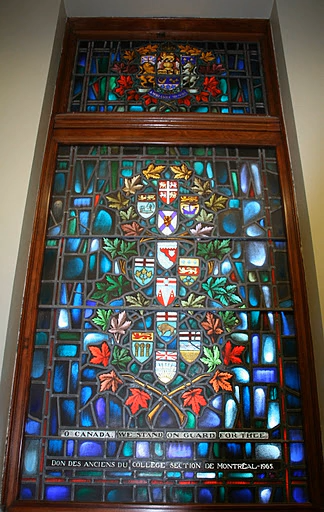 O CANADA, WE STAND ON GUARD FOR THEE.
DON DES ANCIENS DU COLLÈGE SECTION DE MONTRÉAL-1965